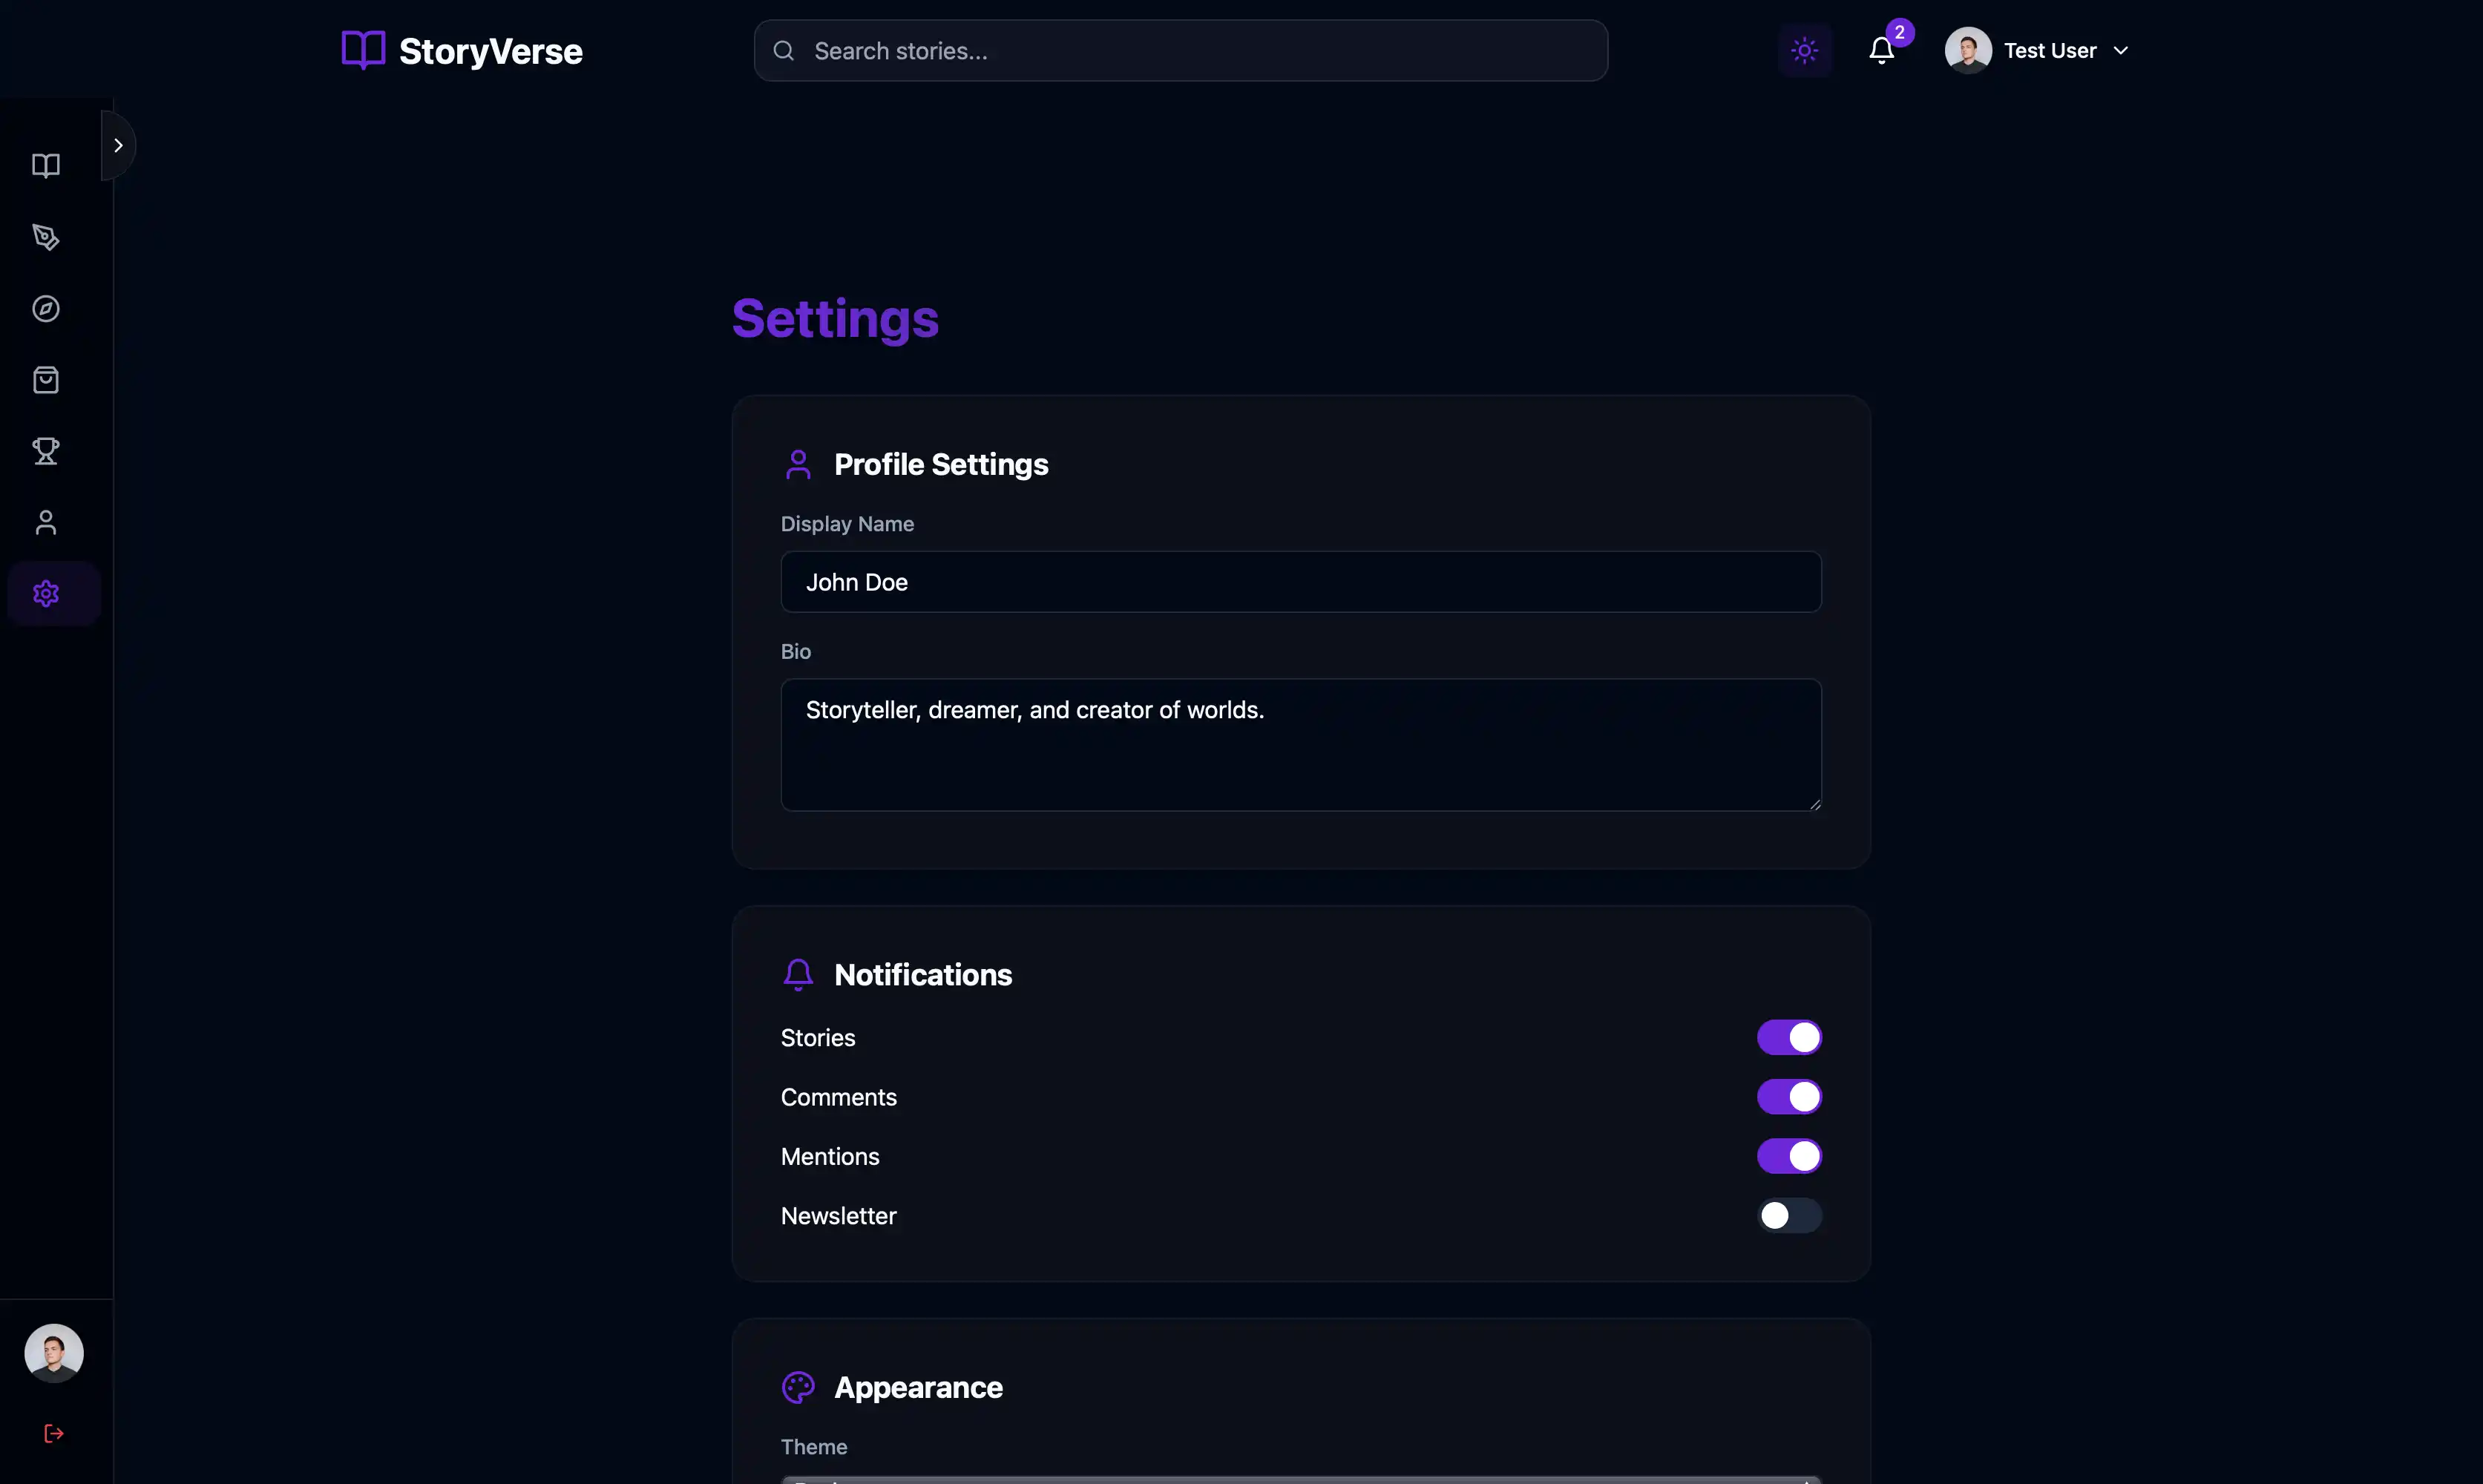 StoryVerse
Search stories...
2
Test User
Settings
Profile Settings
Display Name
John Doe
Bio
Storyteller, dreamer, and creator of worlds.
Notifications
Stories
Comments
Mentions
Newsletter
Appearance
Theme